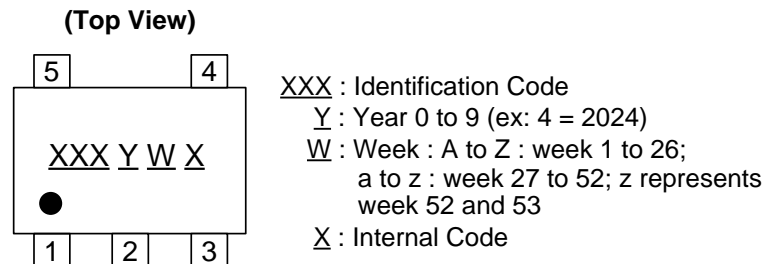 (Top View)
5 4
XXX Y W X
1 2 3
XXX : Identification Code
Y : Year 0 to 9 (ex: 4 = 2024)
W : Week : A to Z : week 1 to 26;
a to z : week 27 to 52; z represents
week 52 and 53
X : Internal Code